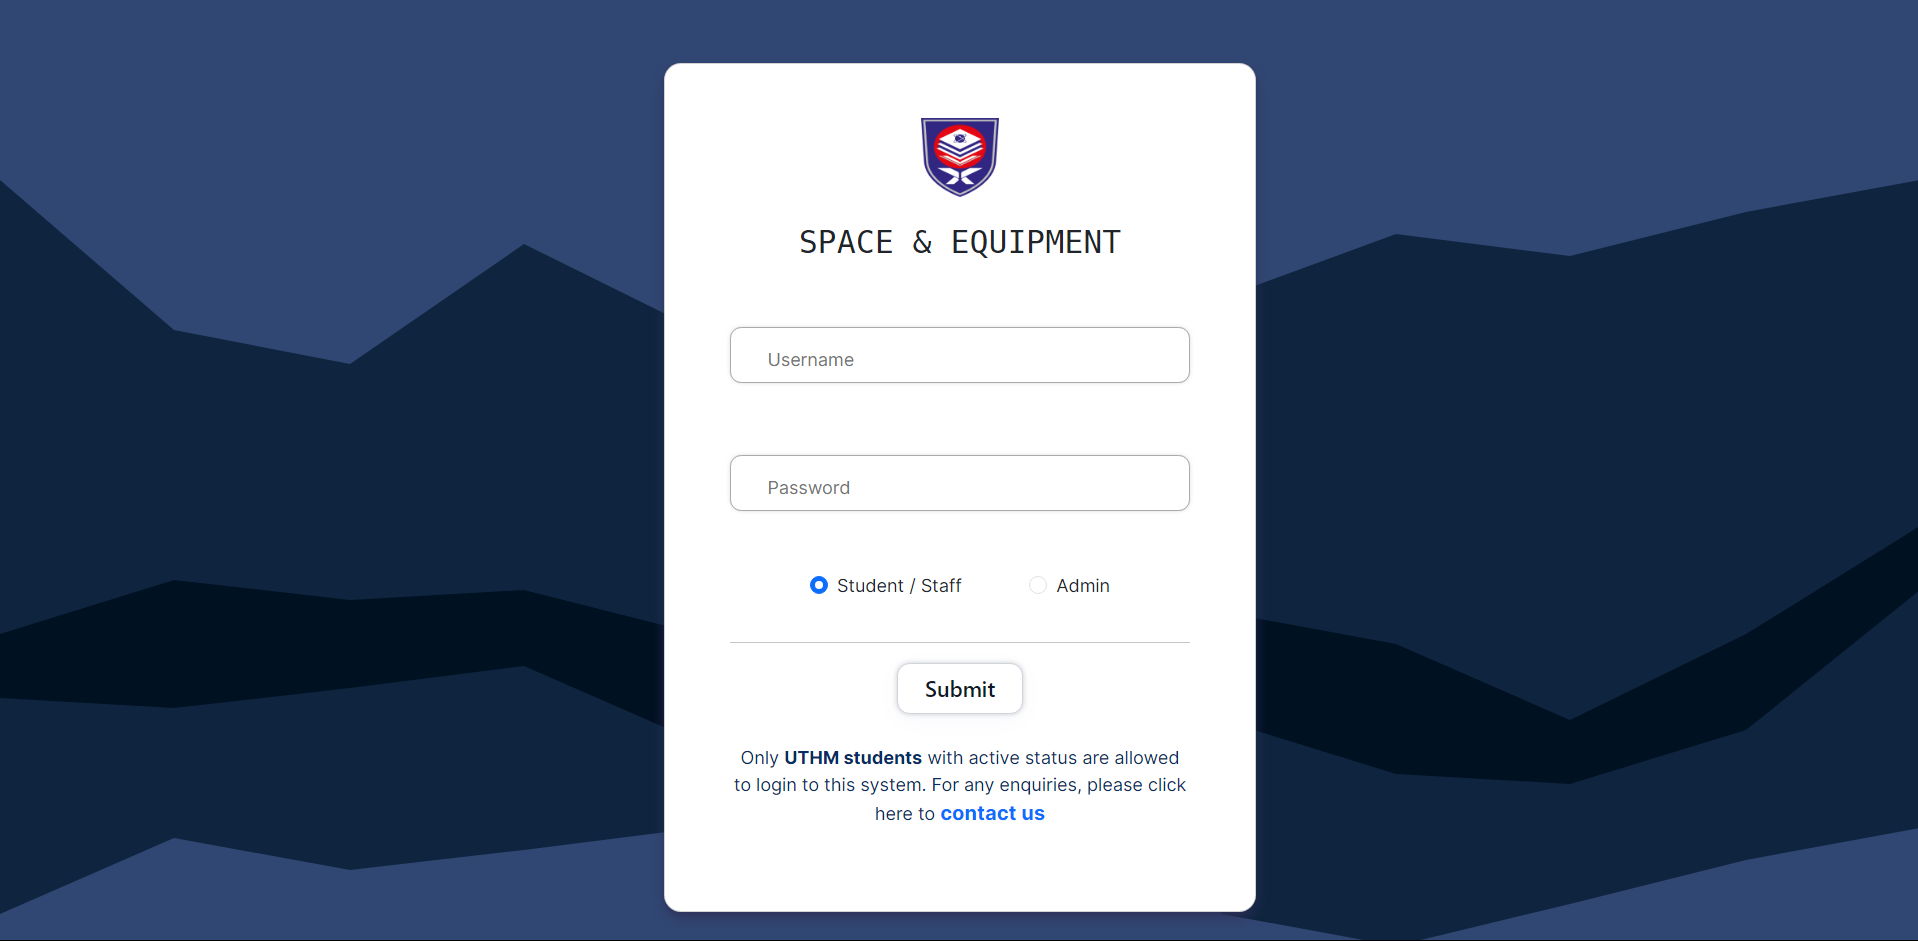 SPACE & EQUIPMENT
Username
Password
Student / Staff
Admin
Submit
Only UTHM students with active status are allowed
to login to this system. For any enquiries, please click
here to contact us